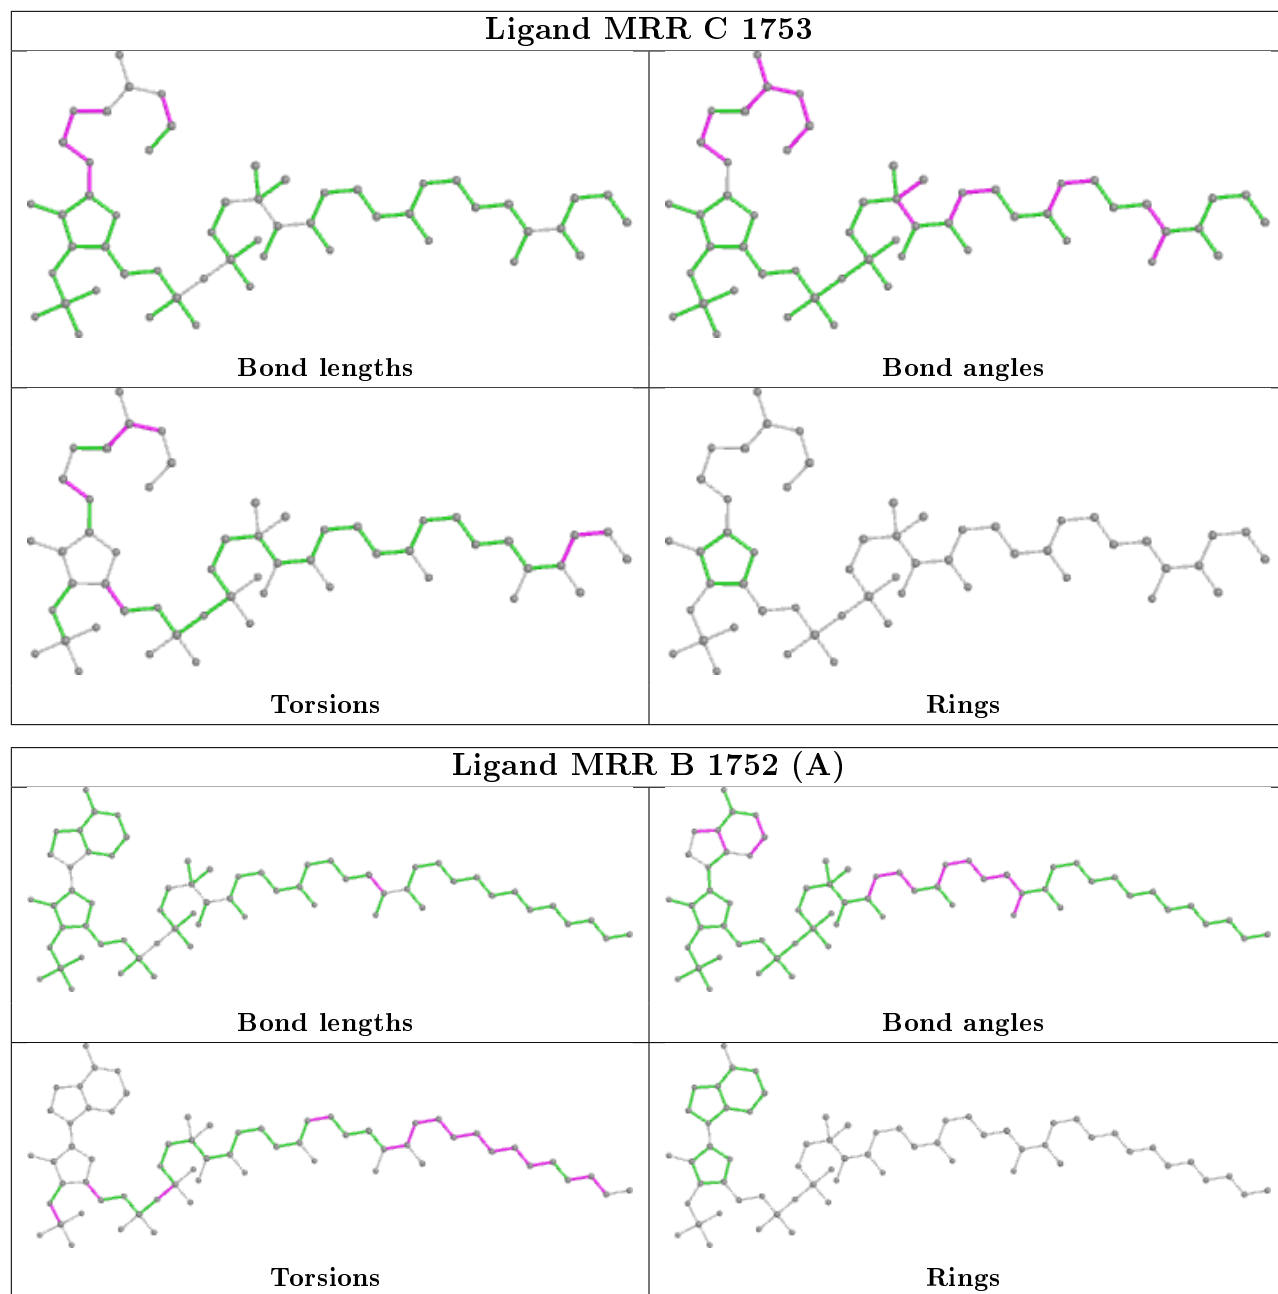 Ligand MRR C 1753
Bond lengths
Bond angles
Torsions
Rings
Ligand MRR B 1752 (A)
Bond lengths
Bond angles
Torsions
Rings